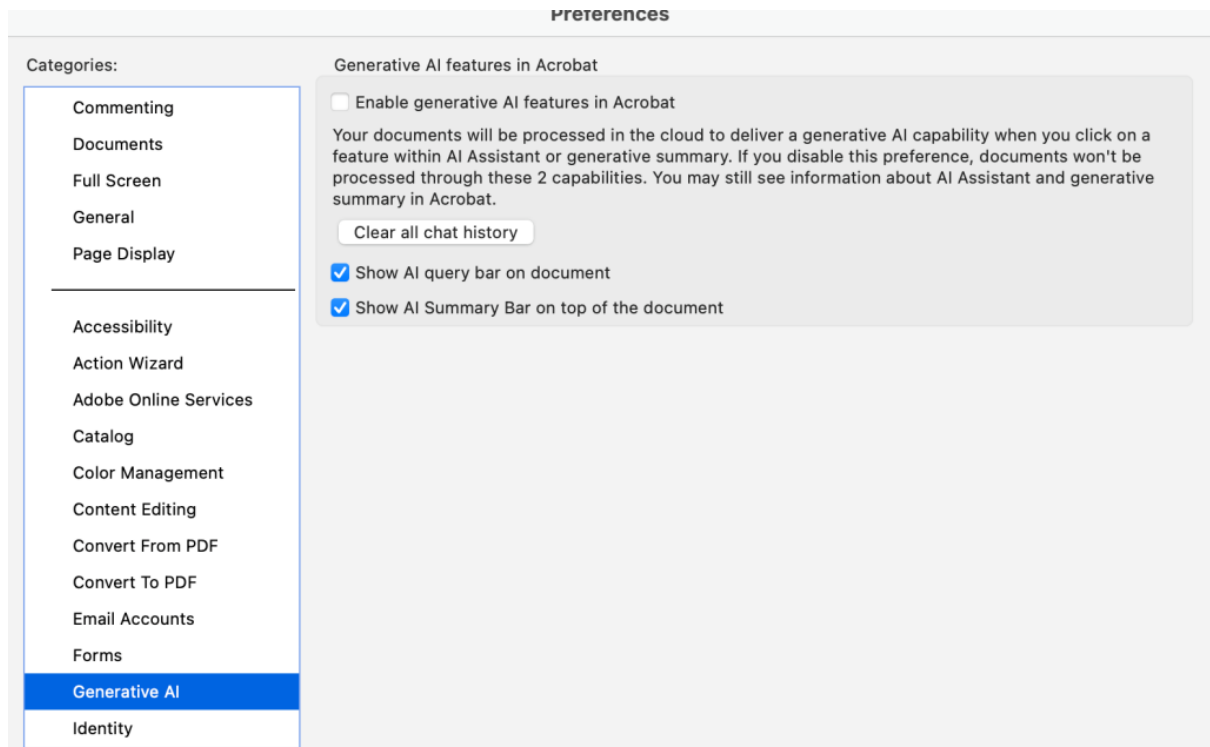 Preferences
Categories:
Commenting
Documents
Full Screen
General
Page Display
Accessibility
Action Wizard
Adobe Online Services
Catalog
Color Management
Content Editing
Convert From PDF
Convert To PDF
Email Accounts
Forms
Generative AI
Identity
Generative AI features in Acrobat
Enable generative AI features in Acrobat
Your documents will be processed in the cloud to deliver a generative AI capability when you click on a
feature within AI Assistant or generative summary. If you disable this preference, documents won't be
processed through these 2 capabilities. You may still see information about AI Assistant and generative
summary in Acrobat.
Clear all chat history
Show AI query bar on document
Show AI Summary Bar on top of the document